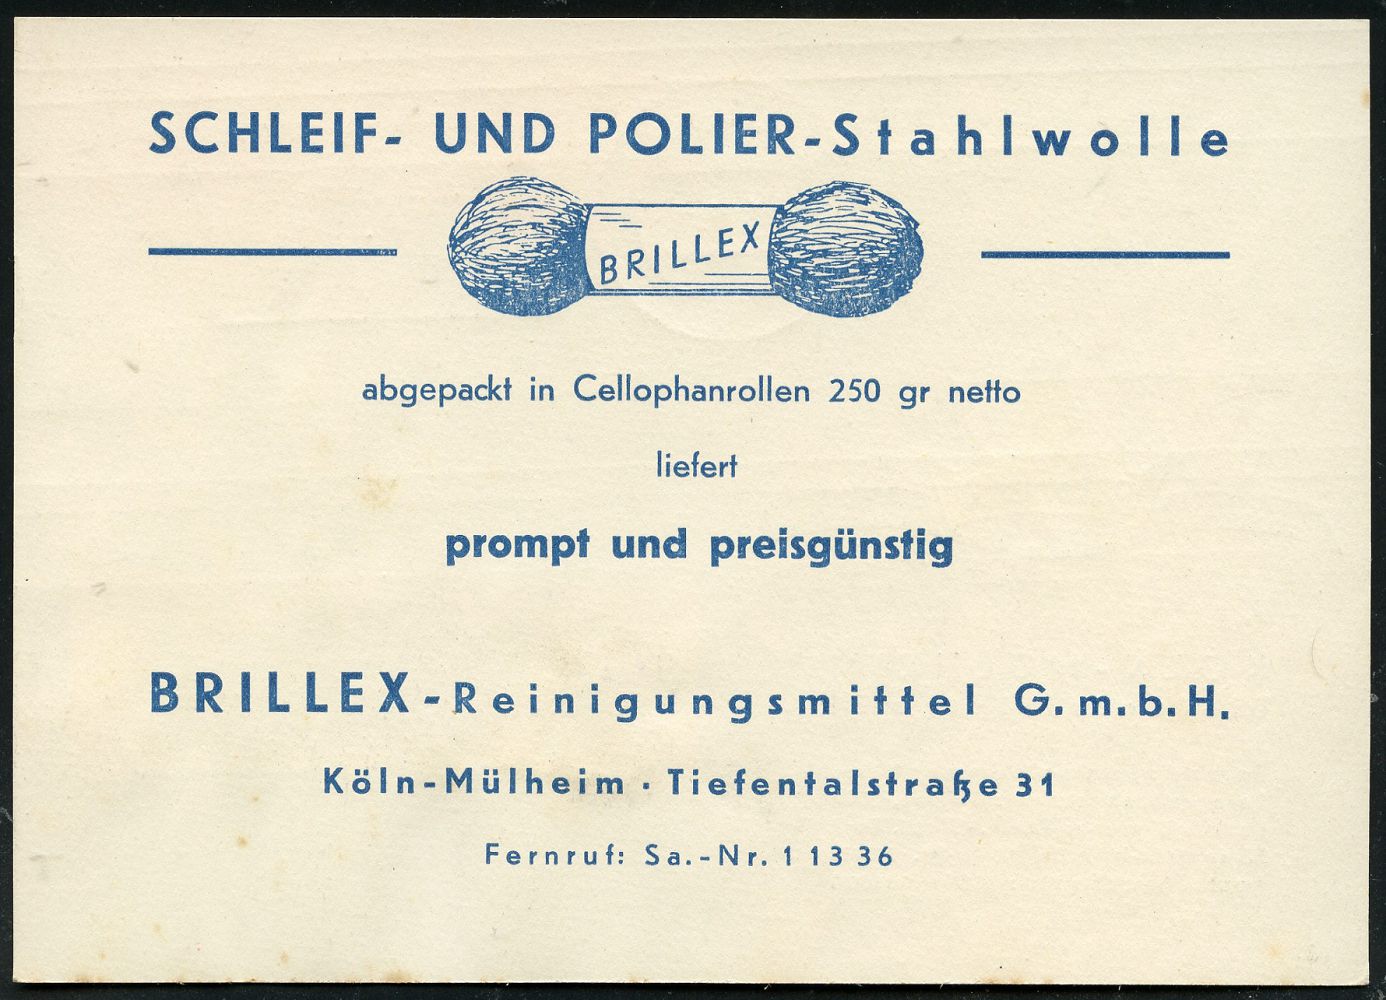 SCHLEIF- UND POLIER-Stahlwolle
BRILLEX
abgepackt in Cellophanrollen 250 gr netto
liefert
prompt und preisgünstig
BRILLEX-Reinigungsmittel G.m.b.H.
Köln-Mülheim · Tiefentalstraße 31
Fernruf: Sa.-Nr. 1 13 36